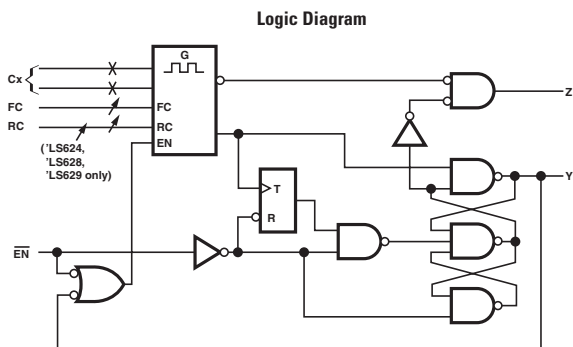 Logic Diagram
G
Cx
FC
FC
RC
RC
EN
('LS624,
'LS628,
'LS629 only)
Z
T
R
Y
EN